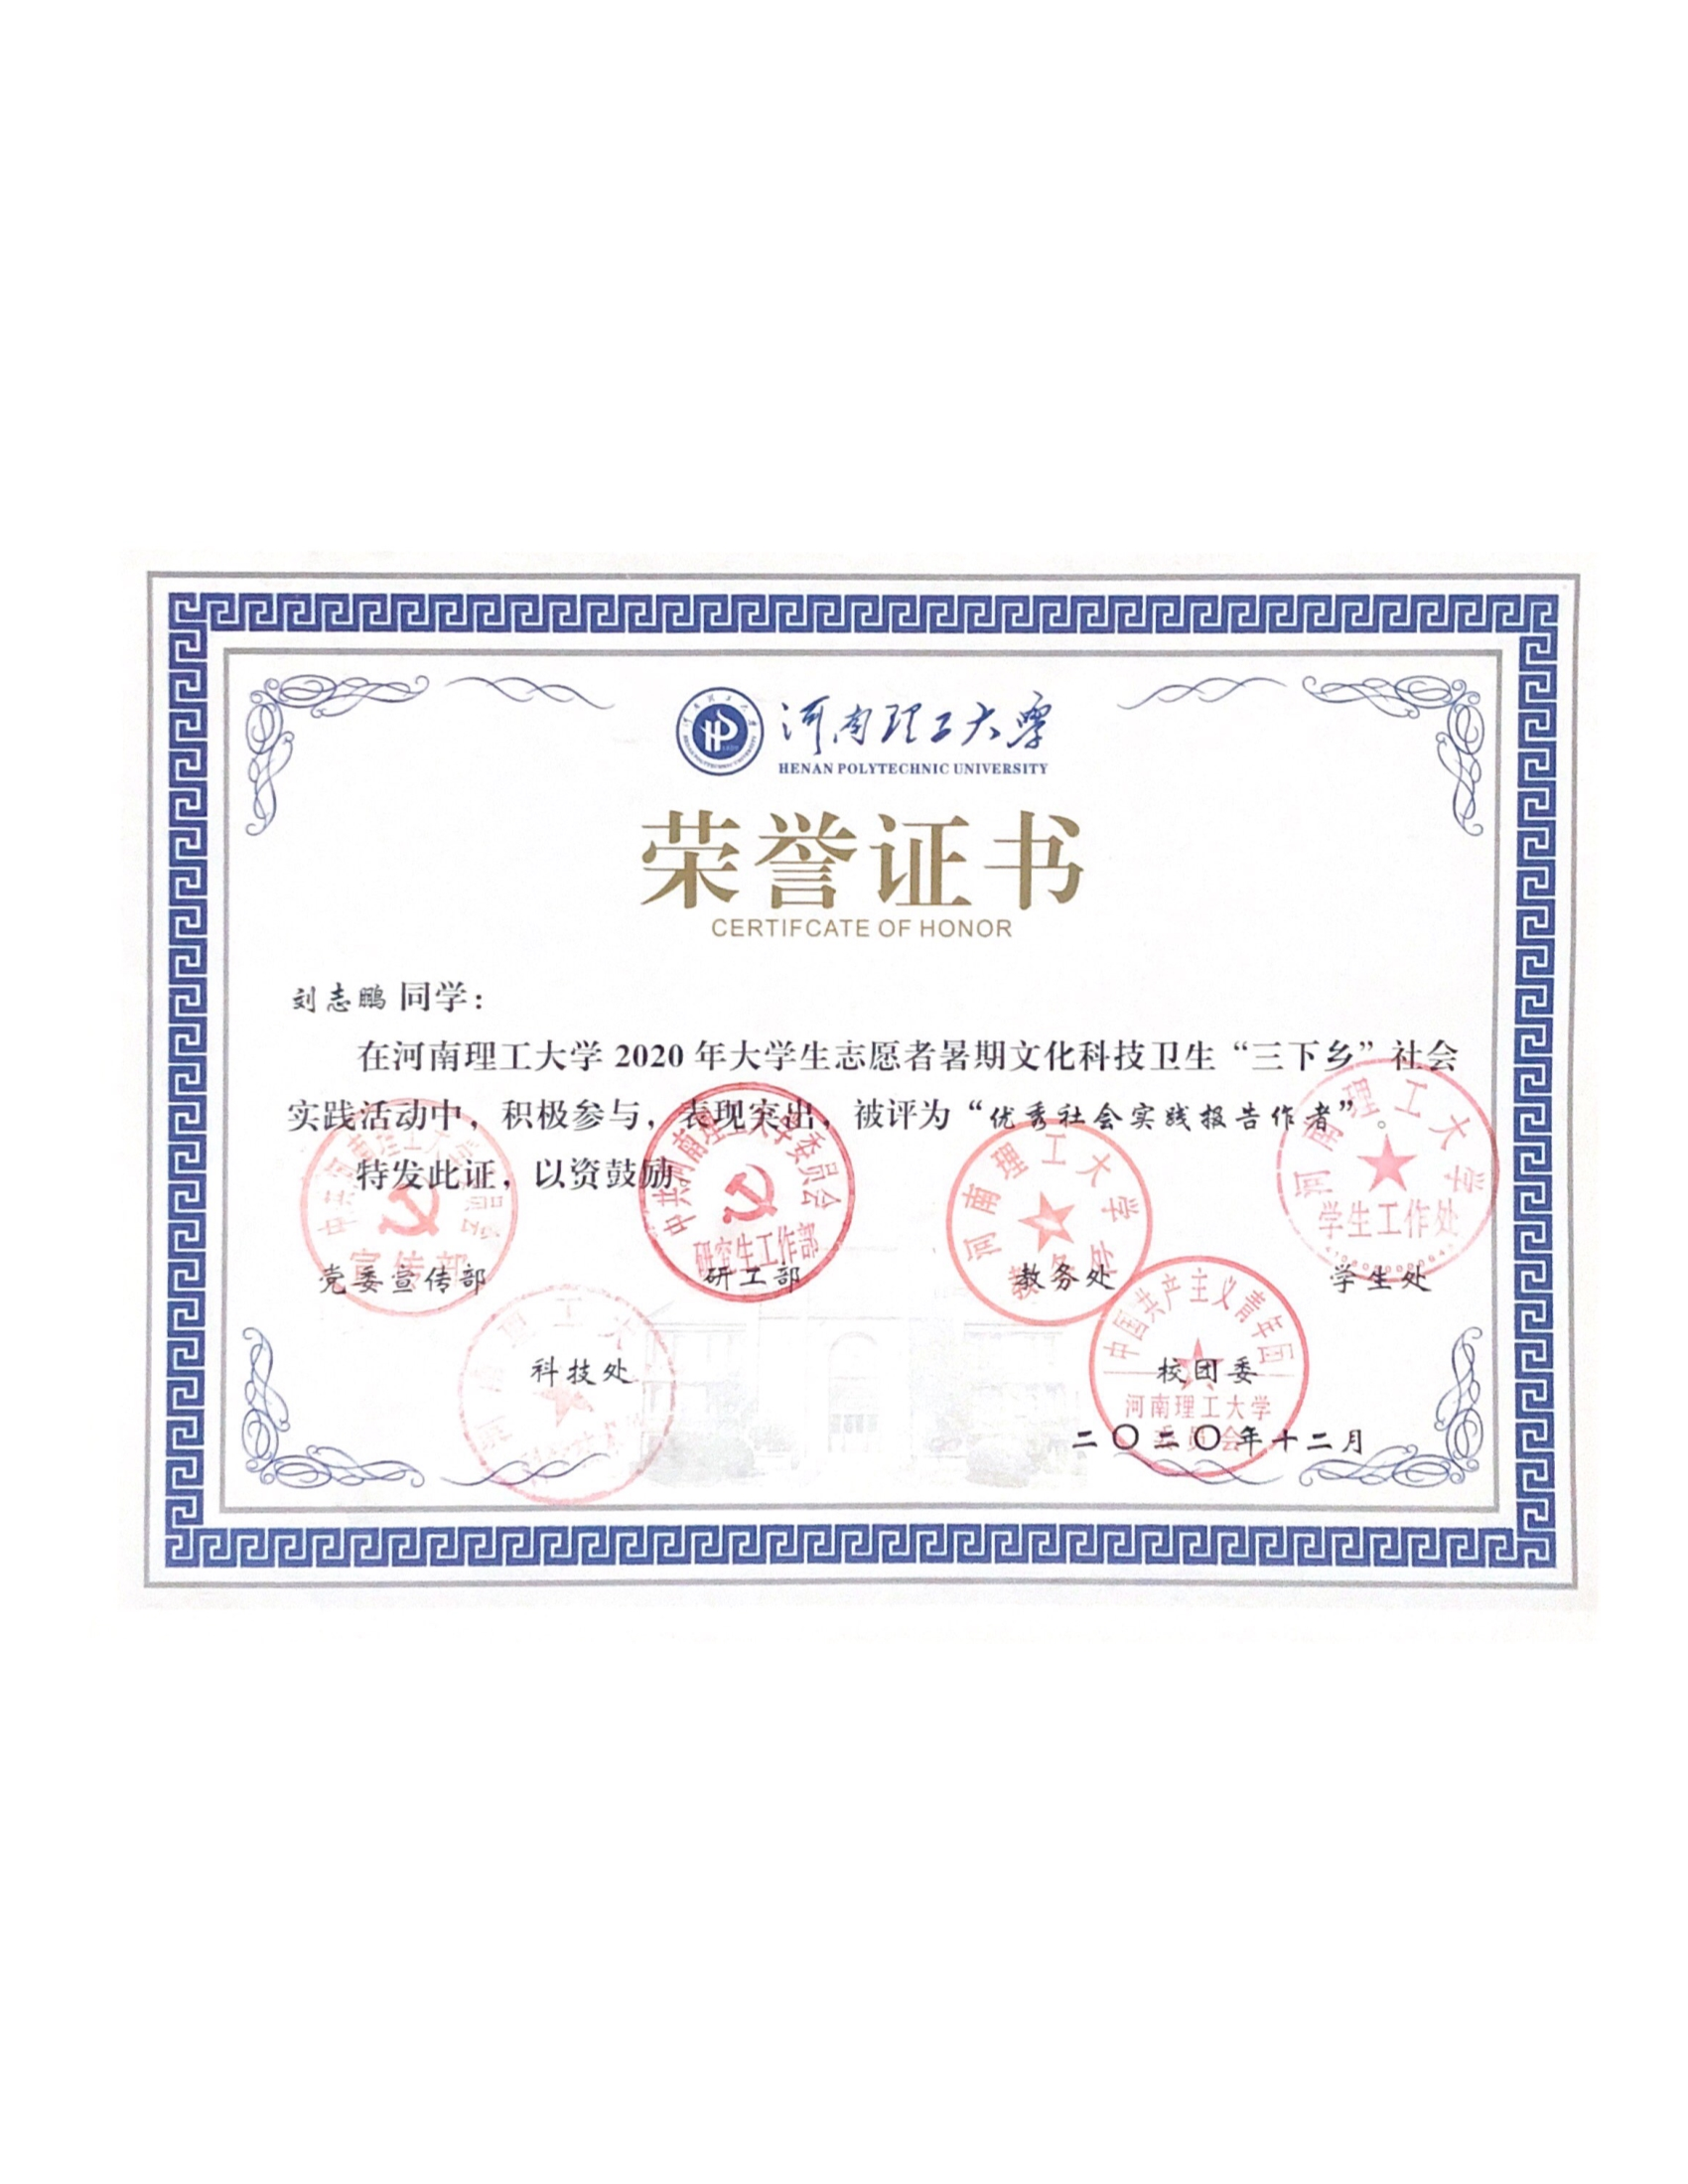 河南理工大学
HENAN POLYTECHNIC UNIVERSITY
荣誉证书
CERTIFCATE OF HONOR
刘志鹏 同学：
在河南理工大学 2020 年大学生志愿者暑期文化科技卫生“三下乡”社会
实践活动中，积极参与，表现突出，被评为“优秀社会实践报告作者”。
特发此证，以资鼓励。
中共河南理工大学委员会
宣传部
党委宣传部
中共河南理工大学委员会
研究生工作部
研工部
河南理工大学
教务处
教务处
河南理工大学
学生工作处
学生处
科技处
中国共产主义青年团
河南理工大学
委员会
校团委
二〇二〇年十二月